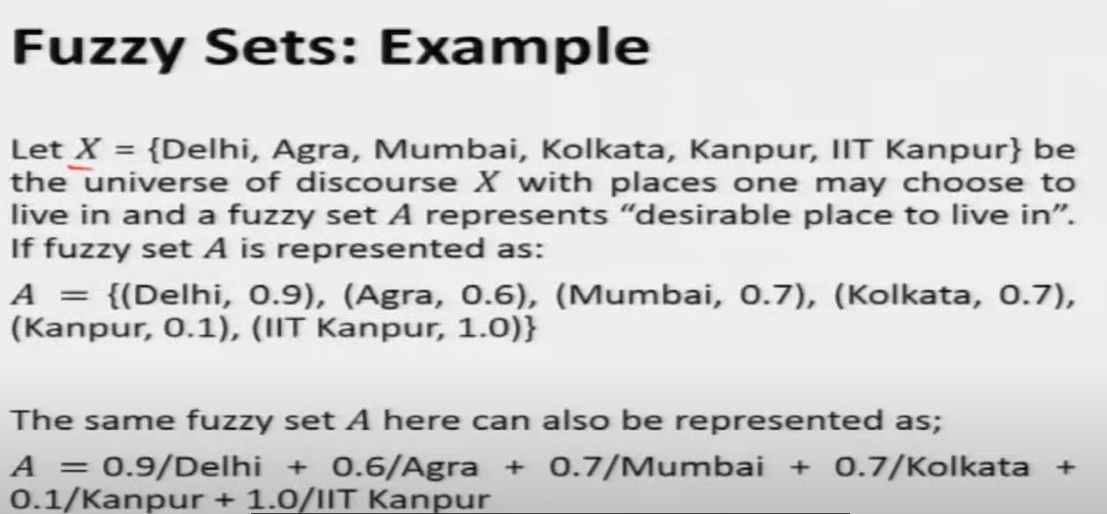 Fuzzy Sets: Example
Let X = {Delhi, Agra, Mumbai, Kolkata, Kanpur, IIT Kanpur} be
the universe of discourse X with places one may choose to
live in and a fuzzy set A represents “desirable place to live in”.
If fuzzy set A is represented as:
A = {(Delhi, 0.9), (Agra, 0.6), (Mumbai, 0.7), (Kolkata, 0.7),
(Kanpur, 0.1), (IIT Kanpur, 1.0)}
The same fuzzy set A here can also be represented as;
A = 0.9/Delhi + 0.6/Agra + 0.7/Mumbai + 0.7/Kolkata +
0.1/Kanpur + 1.0/IIT Kanpur